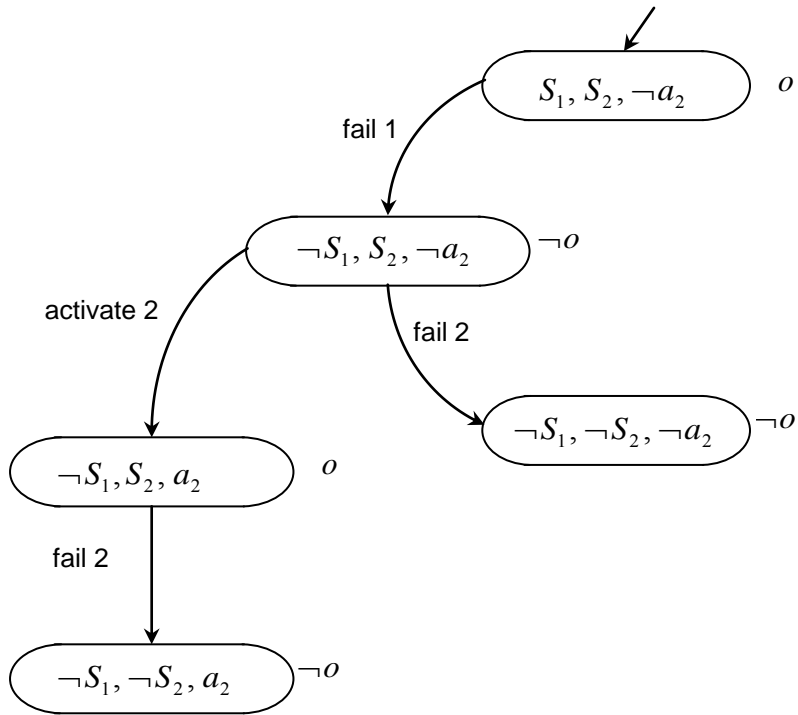 S₁, S₂, ¬a₂ o
fail 1
¬S₁, S₂, ¬a₂ ¬o
activate 2
fail 2
¬S₁, ¬S₂, ¬a₂ ¬o
¬S₁, S₂, a₂ o
fail 2
¬S₁, ¬S₂, a₂ ¬o